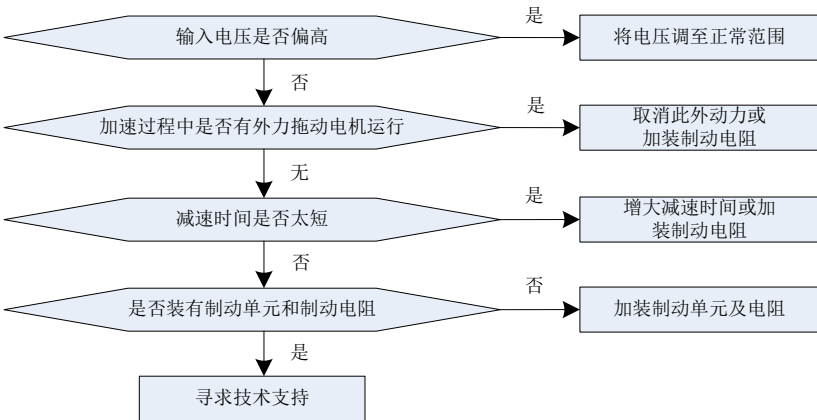 是
输入电压是否偏高
将电压调至正常范围
否
是
加速过程中是否有外力拖动电机运行
取消此外动力或
加装制动电阻
无
是
减速时间是否太短
增大减速时间或加
装制动电阻
否
否
是否装有制动单元和制动电阻
加装制动单元及电阻
是
寻求技术支持